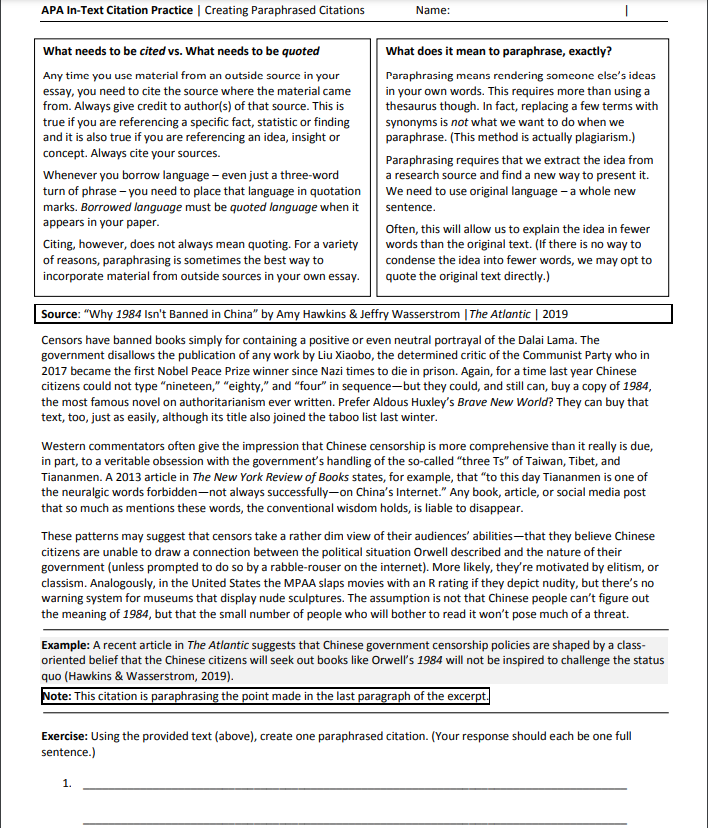 APA In-Text Citation Practice | Creating Paraphrased Citations Name: |
What needs to be cited vs. What needs to be quoted
Any time you use material from an outside source in your
essay, you need to cite the source where the material came
from. Always give credit to author(s) of that source. This is
true if you are referencing a specific fact, statistic or finding
and it is also true if you are referencing an idea, insight or
concept. Always cite your sources.
Whenever you borrow language – even just a three-word
turn of phrase – you need to place that language in quotation
marks. Borrowed language must be quoted language when it
appears in your paper.
Citing, however, does not always mean quoting. For a variety
of reasons, paraphrasing is sometimes the best way to
incorporate material from outside sources in your own essay.
What does it mean to paraphrase, exactly?
Paraphrasing means rendering someone else’s ideas
in your own words. This requires more than using a
thesaurus though. In fact, replacing a few terms with
synonyms is not what we want to do when we
paraphrase. (This method is actually plagiarism.)
Paraphrasing requires that we extract the idea from
a research source and find a new way to present it.
We need to use original language – a whole new
sentence.
Often, this will allow us to explain the idea in fewer
words than the original text. (If there is no way to
condense the idea into fewer words, we may opt to
quote the original text directly.)
Source: “Why 1984 Isn't Banned in China” by Amy Hawkins & Jeffry Wasserstrom |The Atlantic | 2019
Censors have banned books simply for containing a positive or even neutral portrayal of the Dalai Lama. The
government disallows the publication of any work by Liu Xiaobo, the determined critic of the Communist Party who in
2017 became the first Nobel Peace Prize winner since Nazi times to die in prison. Again, for a time last year Chinese
citizens could not type “nineteen,” “eighty,” and “four” in sequence—but they could, and still can, buy a copy of 1984,
the most famous novel on authoritarianism ever written. Prefer Aldous Huxley’s Brave New World? They can buy that
text, too, just as easily, although its title also joined the taboo list last winter.
Western commentators often give the impression that Chinese censorship is more comprehensive than it really is due,
in part, to a veritable obsession with the government’s handling of the so-called “three Ts” of Taiwan, Tibet, and
Tiananmen. A 2013 article in The New York Review of Books states, for example, that “to this day Tiananmen is one of
the neuralgic words forbidden—not always successfully—on China’s Internet.” Any book, article, or social media post
that so much as mentions these words, the conventional wisdom holds, is liable to disappear.
These patterns may suggest that censors take a rather dim view of their audiences’ abilities—that they believe Chinese
citizens are unable to draw a connection between the political situation Orwell described and the nature of their
government (unless prompted to do so by a rabble-rouser on the internet). More likely, they’re motivated by elitism, or
classism. Analogously, in the United States the MPAA slaps movies with an R rating if they depict nudity, but there’s no
warning system for museums that display nude sculptures. The assumption is not that Chinese people can’t figure out
the meaning of 1984, but that the small number of people who will bother to read it won’t pose much of a threat.
Example: A recent article in The Atlantic suggests that Chinese government censorship policies are shaped by a class-
oriented belief that the Chinese citizens will seek out books like Orwell’s 1984 will not be inspired to challenge the status
quo (Hawkins & Wasserstrom, 2019).
Note: This citation is paraphrasing the point made in the last paragraph of the excerpt.
Exercise: Using the provided text (above), create one paraphrased citation. (Your response should each be one full
sentence.)
1.